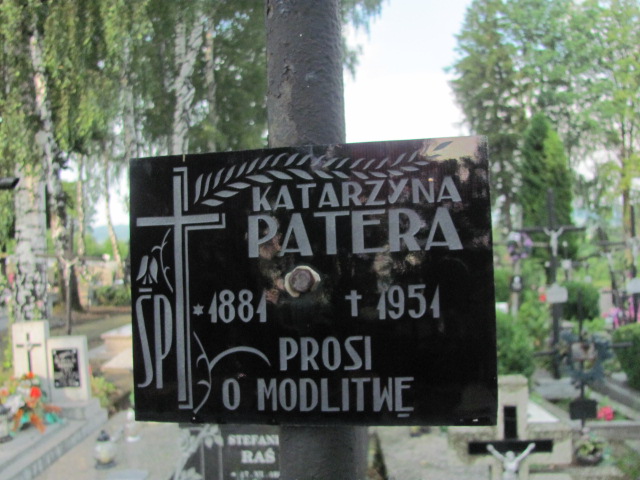 KATARZYNA
PATERA
ŚP
*1881 †1951
PROSI
O MODLITWĘ
STEFANI
RAŚ